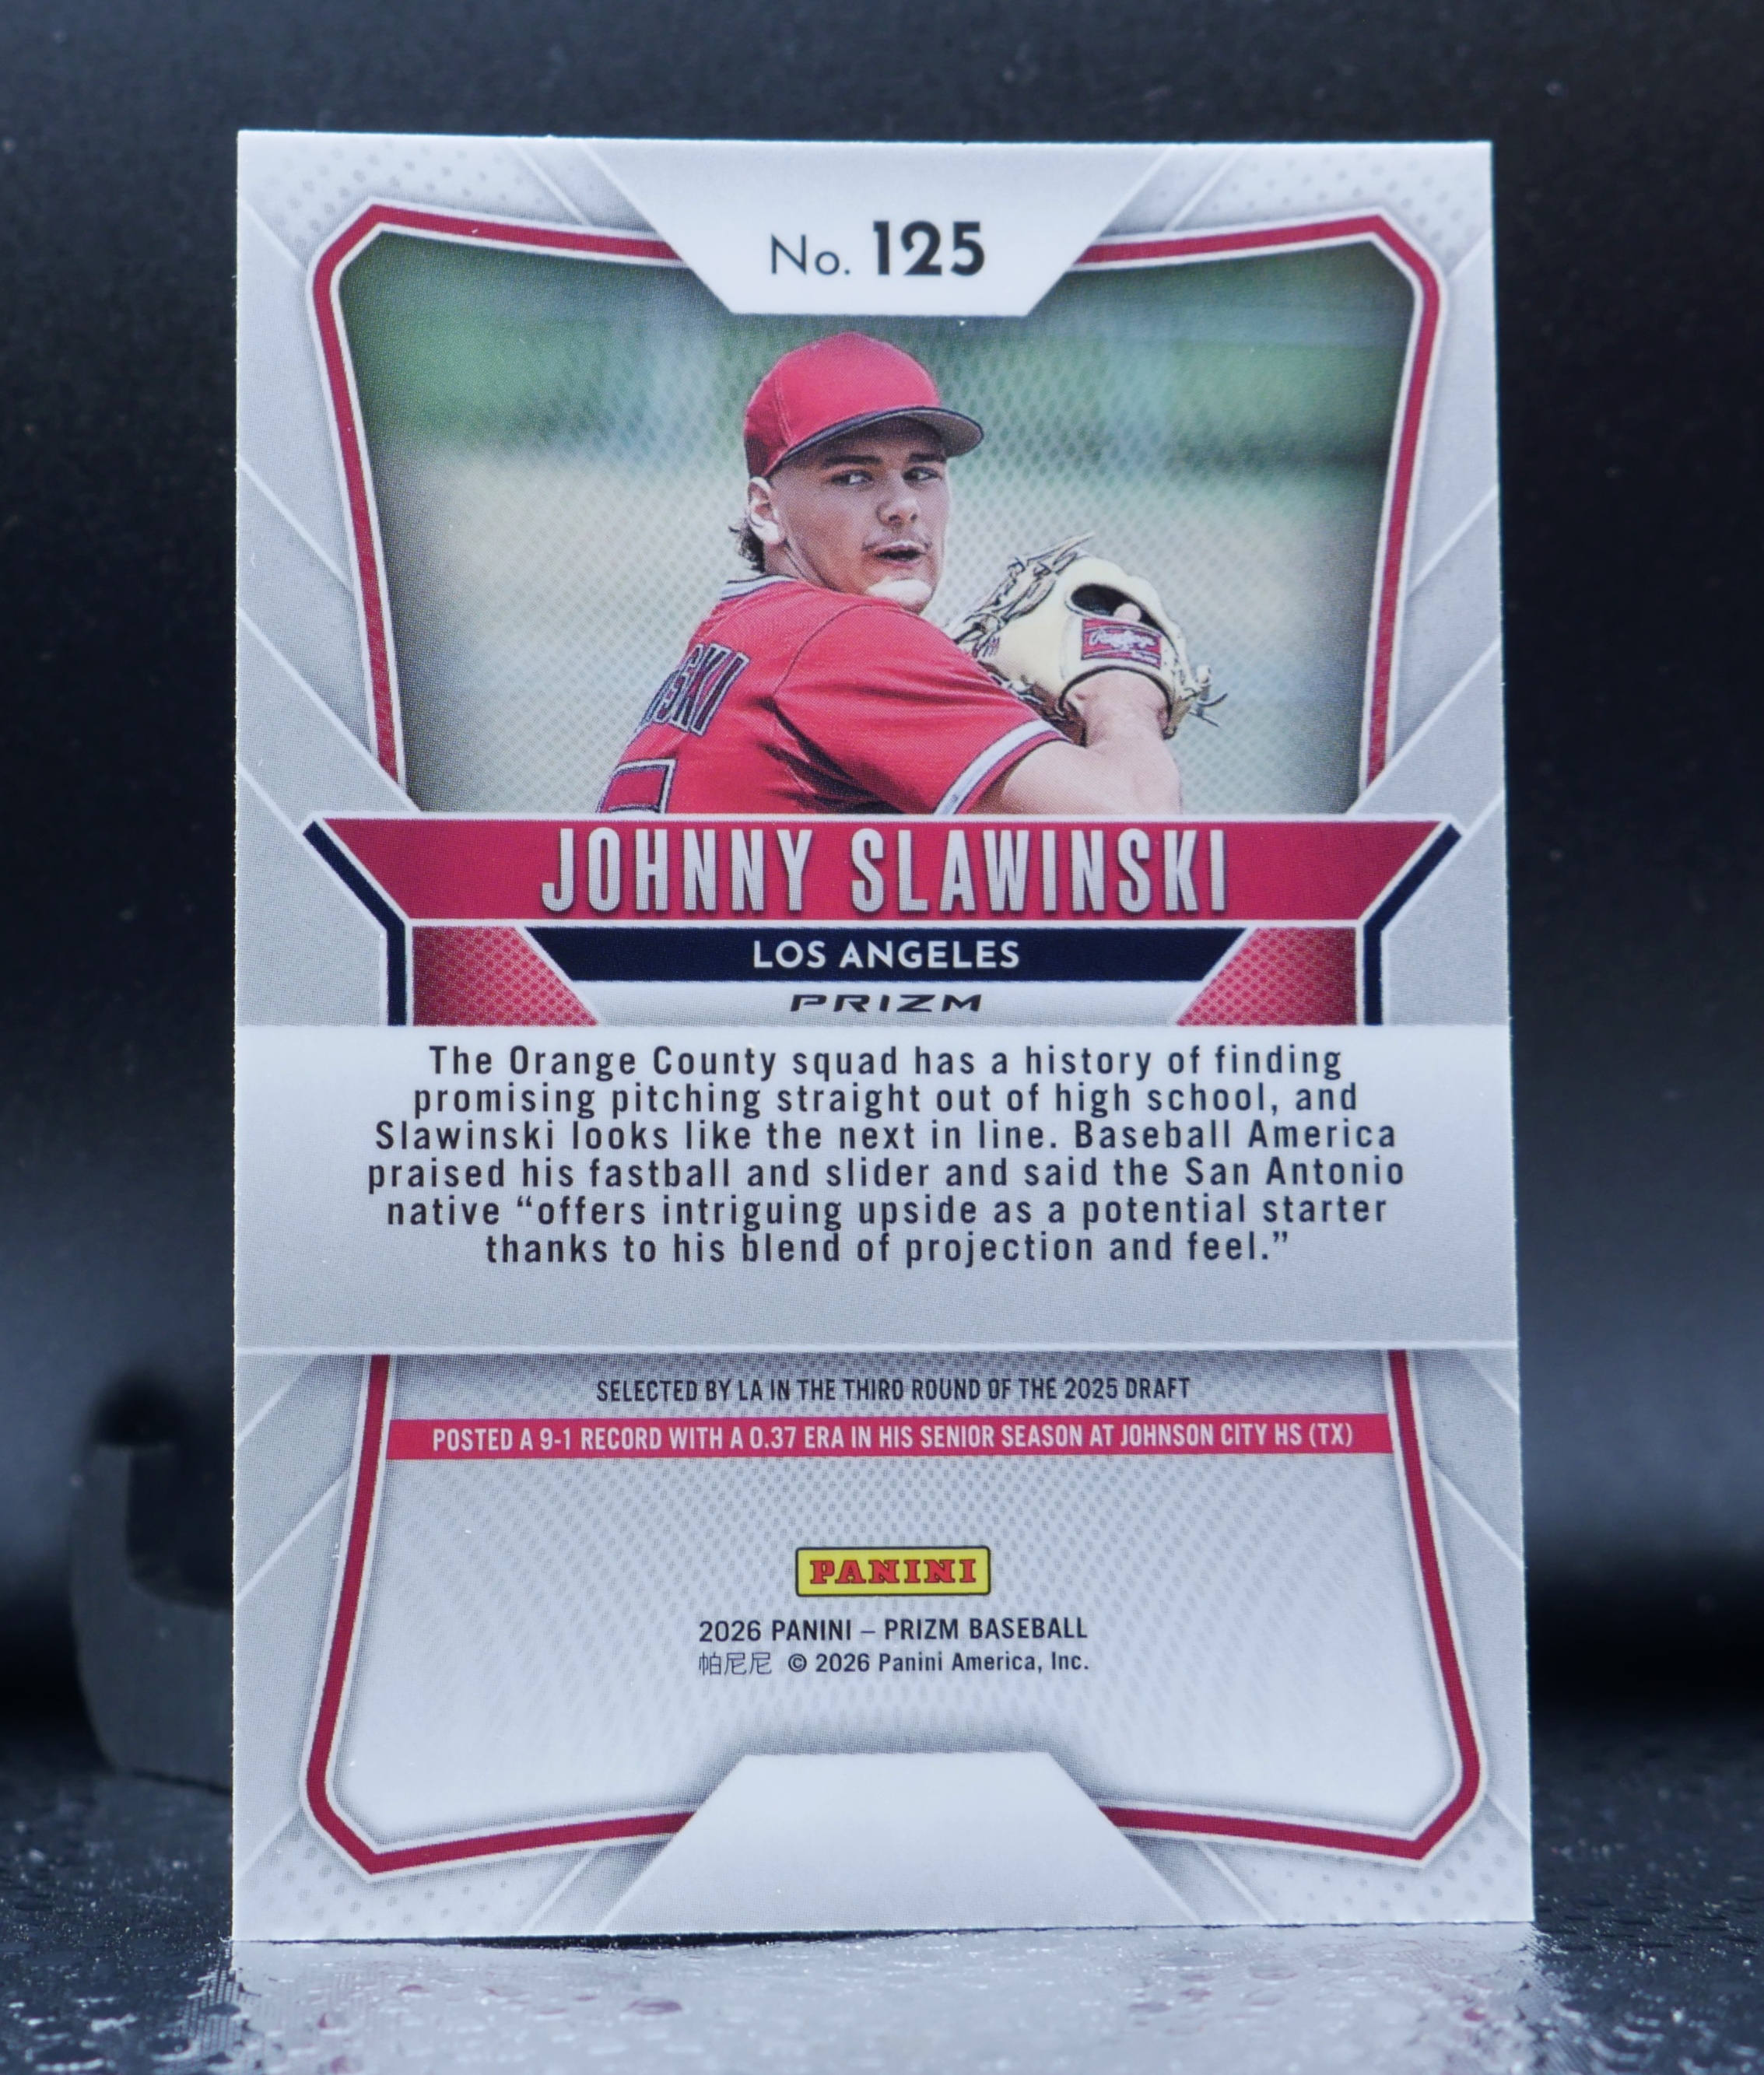 No. 125
Rawlings
SKI
JOHNNY SLAWINSKI
LOS ANGELES
PRIZM
The Orange County squad has a history of finding
promising pitching straight out of high school, and
Slawinski looks like the next in line. Baseball America
praised his fastball and slider and said the San Antonio
native “offers intriguing upside as a potential starter
thanks to his blend of projection and feel.”
SELECTED BY LA IN THE THIRD ROUND OF THE 2025 DRAFT
POSTED A 9-1 RECORD WITH A 0.37 ERA IN HIS SENIOR SEASON AT JOHNSON CITY HS (TX)
PANINI
2026 PANINI – PRIZM BASEBALL
帕尼尼 © 2026 Panini America, Inc.